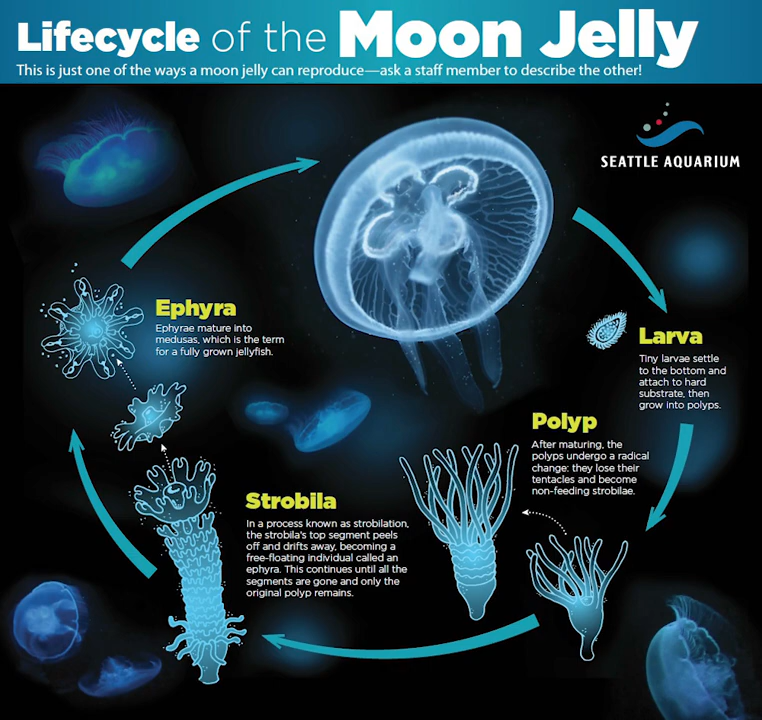 Lifecycle of the Moon Jelly
This is just one of the ways a moon jelly can reproduce—ask a staff member to describe the other!
SEATTLE AQUARIUM
Ephyra
Ephyrae mature into
medusas, which is the term
for a fully grown jellyfish.
Larva
Tiny larvae settle
to the bottom and
attach to hard
substrate, then
grow into polyps.
Polyp
After maturing, the
polyps undergo a radical
change: they lose their
tentacles and become
non-feeding strobilae.
Strobila
In a process known as strobilation,
the strobila's top segment peels
off and drifts away, becoming a
free-floating individual called an
ephyra. This continues until all the
segments are gone and only the
original polyp remains.